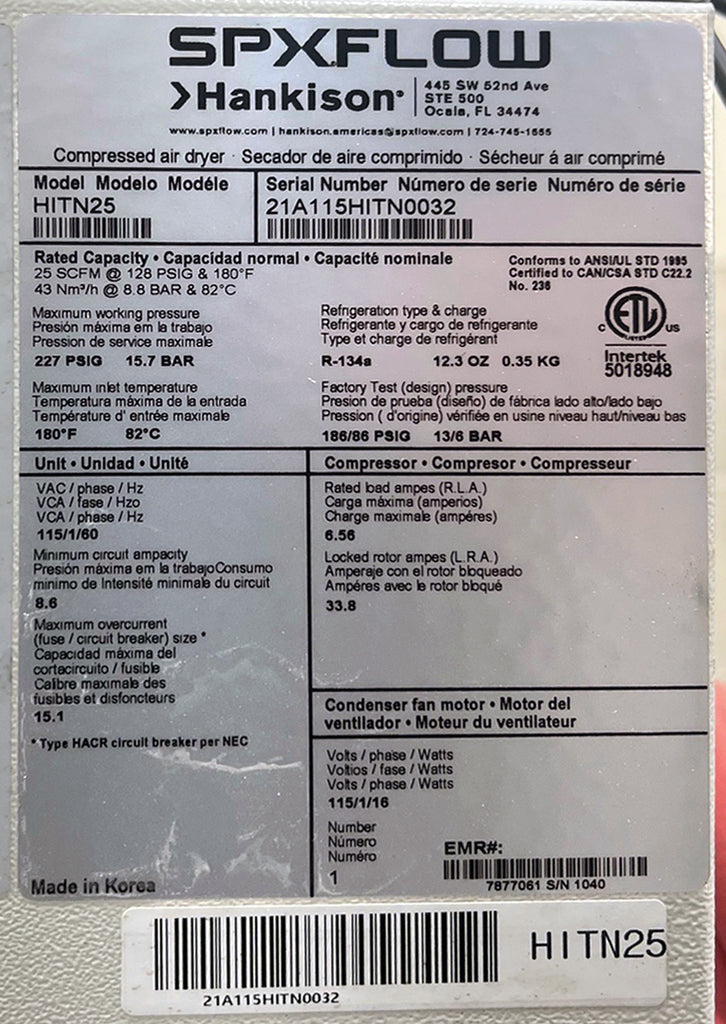 SPXFLOW
Hankison®
445 SW 52nd Ave
STE 500
Ocala, FL 34474
www.spxflow.com | hankison.americas@spxflow.com | 724-745-1555
Compressed air dryer · Secador de aire comprimido · Sécheur á air comprimé
Model Modelo Modéle
HITN25
Serial Number Número de serie Numéro de série
21A115HITN0032
Rated Capacity • Capacidad normal • Capacité nominale
25 SCFM @ 128 PSIG & 180°F
43 Nm³/h @ 8.8 BAR & 82°C
Conforms to ANSI/UL STD 1995
Certified to CAN/CSA STD C22.2
No. 236
Maximum working pressure
Presión máxima em la trabajo
Pression de service maximale
227 PSIG 15.7 BAR
Refrigeration type & charge
Refrigerante y cargo de refrigerante
Type et charge de refrigérant
R-134a 12.3 OZ 0.35 KG
C ETL US
LISTED
Intertek
5018948
Maximum inlet temperature
Temperatura máxima de la entrada
Température d' entrée maximale
180°F 82°C
Factory Test (design) pressure
Presion de prueba (diseño) de fábrica lado alto/lado bajo
Pression ( d'origine) vérifiée en usine niveau haut/niveau bas
186/86 PSIG 13/6 BAR
Unit • Unidad • Unité
VAC / phase / Hz
VCA / fase / Hzo
VCA / phase / Hz
115/1/60
Minimum circuit ampacity
Presión máxima em la trabajoConsumo
minimo de Intensité minimale du circuit
8.6
Maximum overcurrent
(fuse / circuit breaker) size *
Capacidad máxima del
cortacircuito / fusible
Calibre maximale des
fusibles et disfoncteurs
15.1
* Type HACR circuit breaker per NEC
Made in Korea
Compressor • Compresor • Compresseur
Rated load ampes (R.L.A.)
Carga máxima (amperios)
Charge maximale (ampéres)
6.56
Locked rotor ampes (L.R.A.)
Amperaje con el rotor bloqueado
Ampéres avec le rotor bloqué
33.8
Condenser fan motor • Motor del
ventilador • Moteur du ventilateur
Volts / phase / Watts
Voltios / fase / Watts
Volts / phase / Watts
115/1/16
Number
Número
Numéro
1
EMR#:
7877061 S/N 1040
21A115HITN0032
HITN25